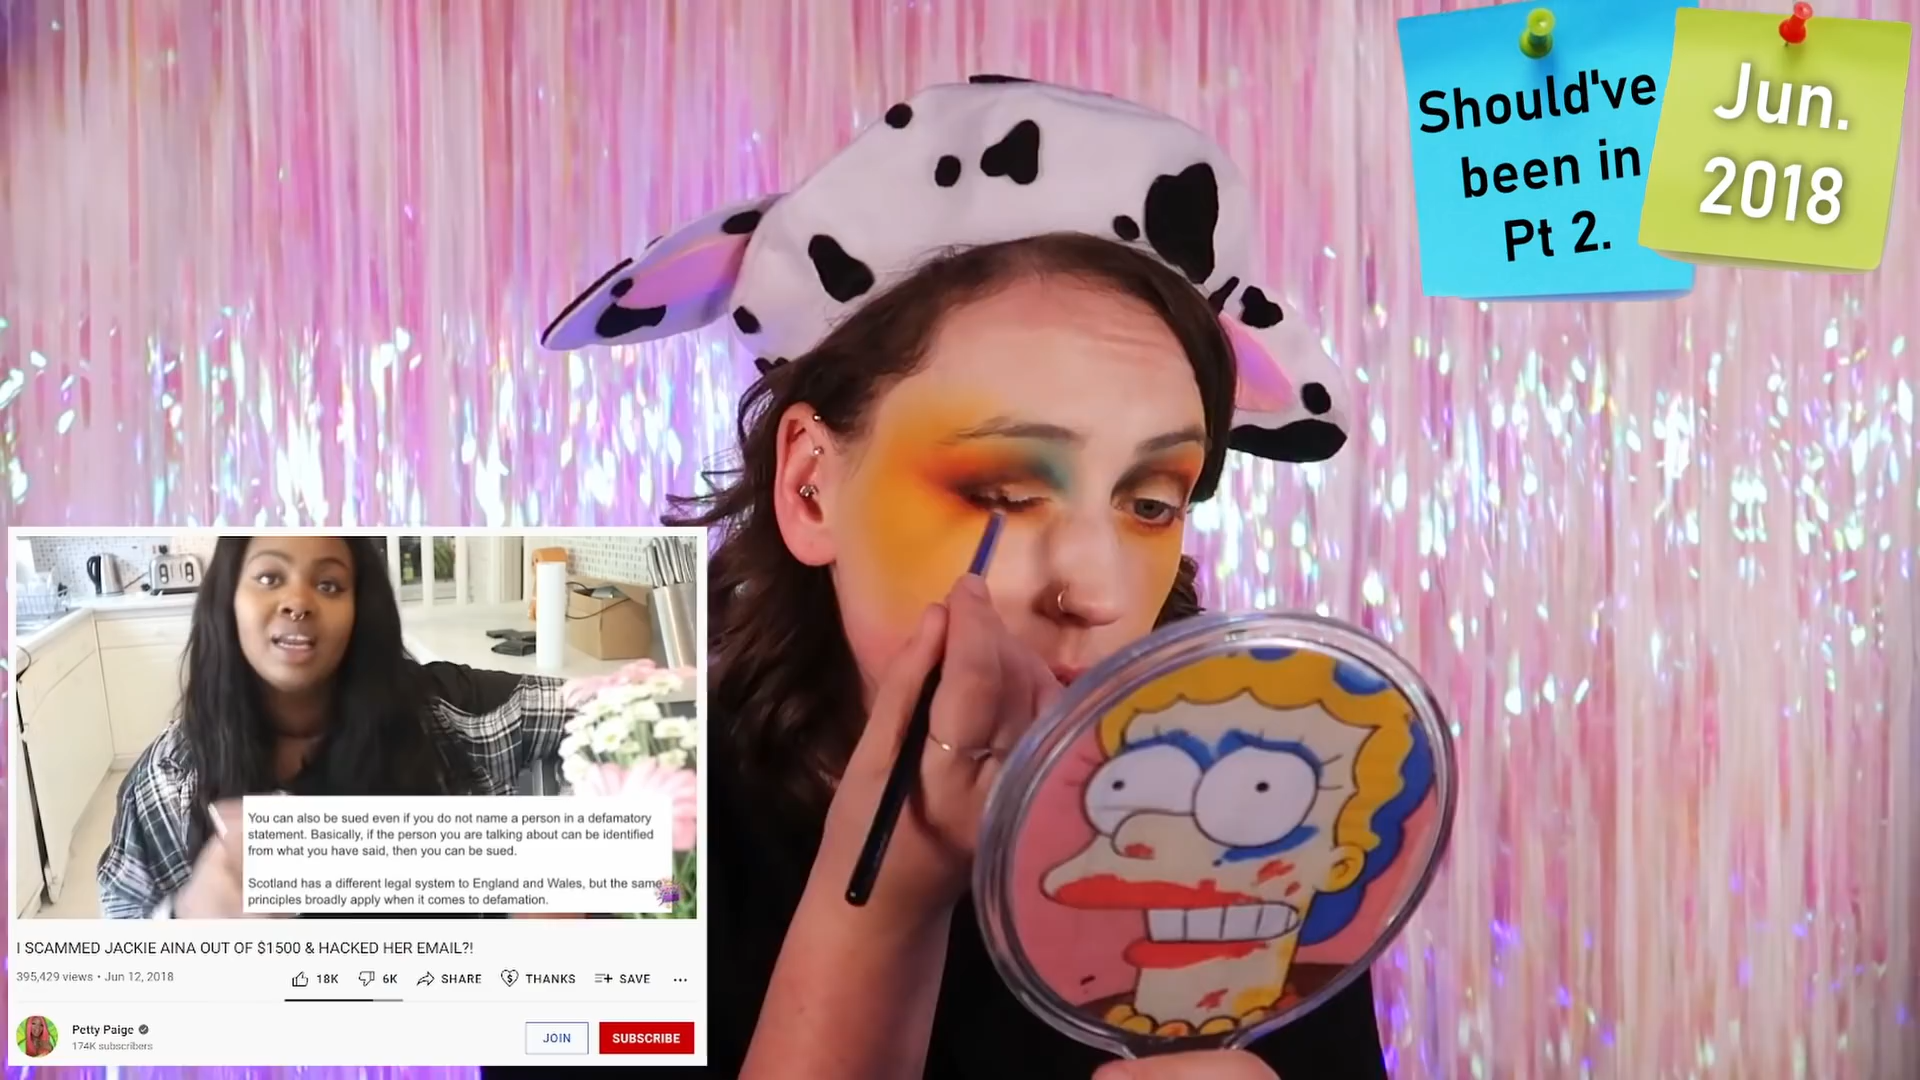 Should've
been in
Pt 2.
Jun.
2018
You can also be sued even if you do not name a person in a defamatory
statement. Basically, if the person you are talking about can be identified
from what you have said, then you can be sued.
Scotland has a different legal system to England and Wales, but the same
principles broadly apply when it comes to defamation.
I SCAMMED JACKIE AINA OUT OF $1500 & HACKED HER EMAIL?!
395,429 views • Jun 12, 2018
18K
6K
SHARE
THANKS
SAVE
Petty Paige
174K subscribers
JOIN
SUBSCRIBE